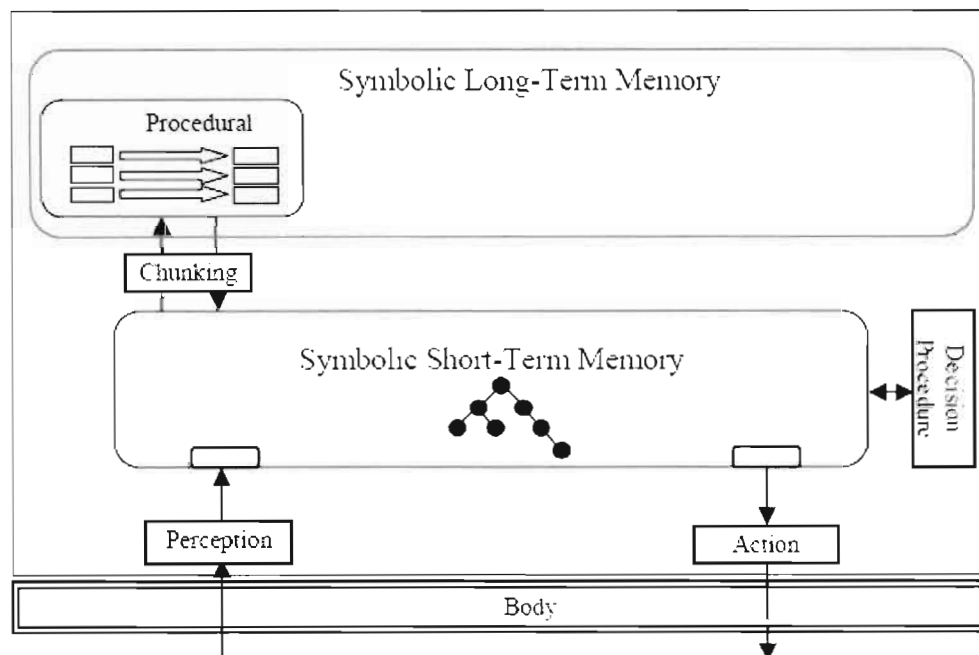 Symbolic Long-Term Memory
Procedural
Chunking
Symbolic Short-Term Memory
Decision
Procedure
Perception
Action
Body